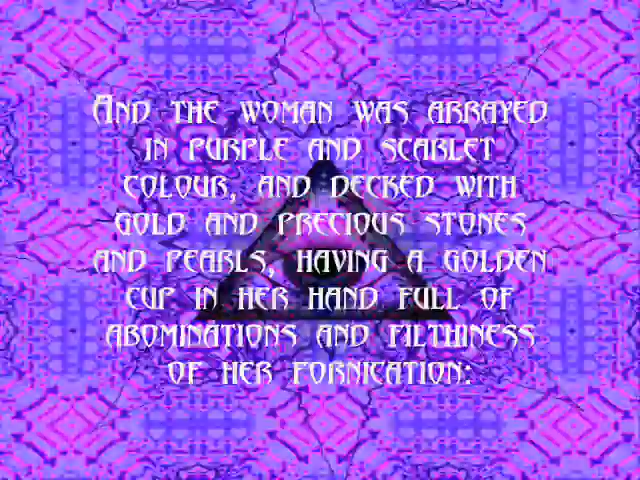 And the woman was arrayed
in purple and scarlet
colour, and decked with
gold and precious stones
and pearls, having a golden
cup in her hand full of
abominations and filthiness
of her fornication: